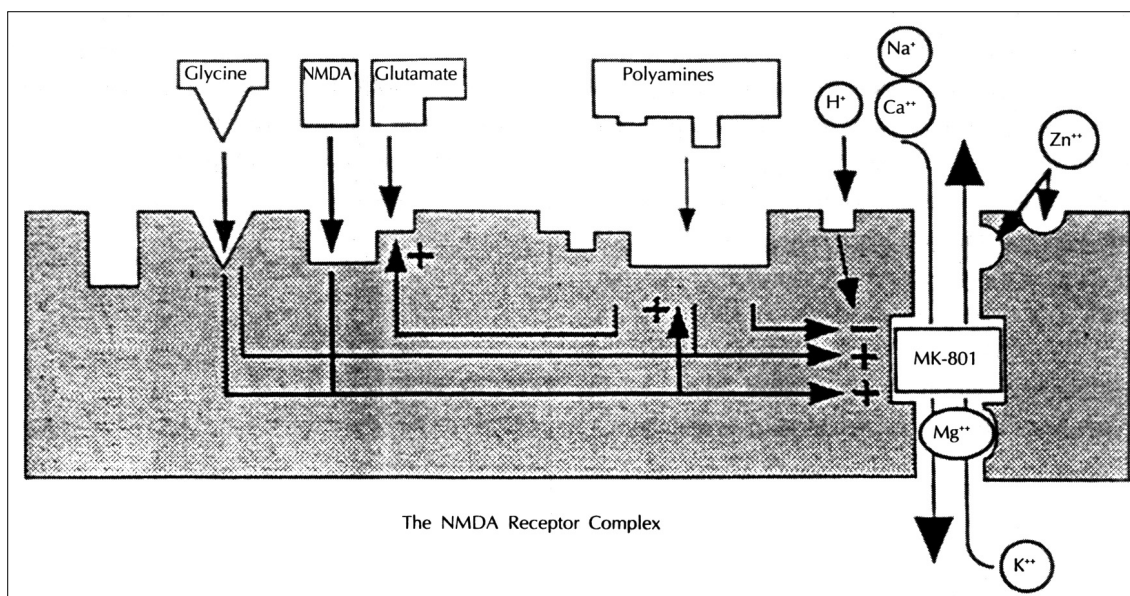 Glycine
NMDA
Glutamate
Polyamines
H⁺
Na⁺
Ca⁺⁺
Zn⁺⁺
+
+
−
+
+
MK-801
Mg⁺⁺
The NMDA Receptor Complex
K⁺⁺